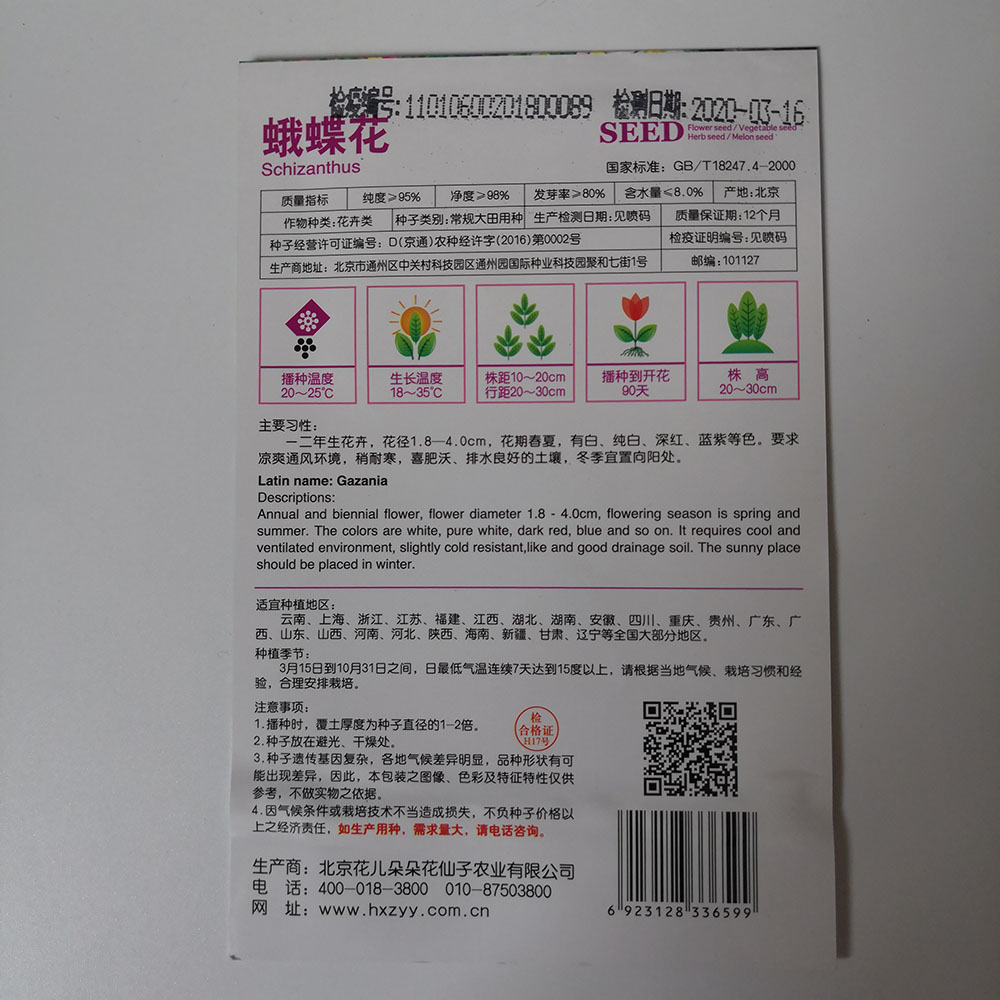 检疫编号:11010600201800089 检测日期:2020-03-16
蛾蝶花
Schizanthus
SEED Flower seed / Vegetable seed
Herb seed / Melon seed
国家标准：GB/T18247.4-2000
质量指标 纯度≥95% 净度≥98% 发芽率≥80% 含水量≤8.0% 产地:北京
作物种类:花卉类 种子类别:常规大田用种 生产检测日期:见喷码 质量保证期:12个月
种子经营许可证编号：D(京通)农种经许字(2016)第0002号 检疫证明编号:见喷码
生产商地址：北京市通州区中关村科技园区通州园国际种业科技园聚和七街1号 邮编:101127
播种温度
20～25℃
生长温度
18～35℃
株距10～20cm
行距20～30cm
播种到开花
90天
株 高
20～30cm
主要习性：
一二年生花卉，花径1.8—4.0cm，花期春夏，有白、纯白、深红、蓝紫等色。要求
凉爽通风环境，稍耐寒，喜肥沃、排水良好的土壤，冬季宜置向阳处。
Latin name: Gazania
Descriptions:
Annual and biennial flower, flower diameter 1.8 - 4.0cm, flowering season is spring and
summer. The colors are white, pure white, dark red, blue and so on. It requires cool and
ventilated environment, slightly cold resistant,like and good drainage soil. The sunny place
should be placed in winter.
适宜种植地区：
云南、上海、浙江、江苏、福建、江西、湖北、湖南、安徽、四川、重庆、贵州、广东、广
西、山东、山西、河南、河北、陕西、海南、新疆、甘肃、辽宁等全国大部分地区。
种植季节：
3月15日到10月31日之间，日最低气温连续7天达到15度以上，请根据当地气候、栽培习惯和经
验，合理安排栽培。
注意事项：
1.播种时，覆土厚度为种子直径的1-2倍。
2.种子放在避光、干燥处。
3.种子遗传基因复杂，各地气候差异明显，品种形状有可
能出现差异，因此，本包装之图像、色彩及特征特性仅供
参考，不做实物之依据。
4.因气候条件或栽培技术不当造成损失，不负种子价格以
上之经济责任，如生产用种，需求量大，请电话咨询。
检
合格证
H17号
生产商：北京花儿朵朵花仙子农业有限公司
电 话：400-018-3800 010-87503800
网 址：www.hxzyy.com.cn
6 923128 336599